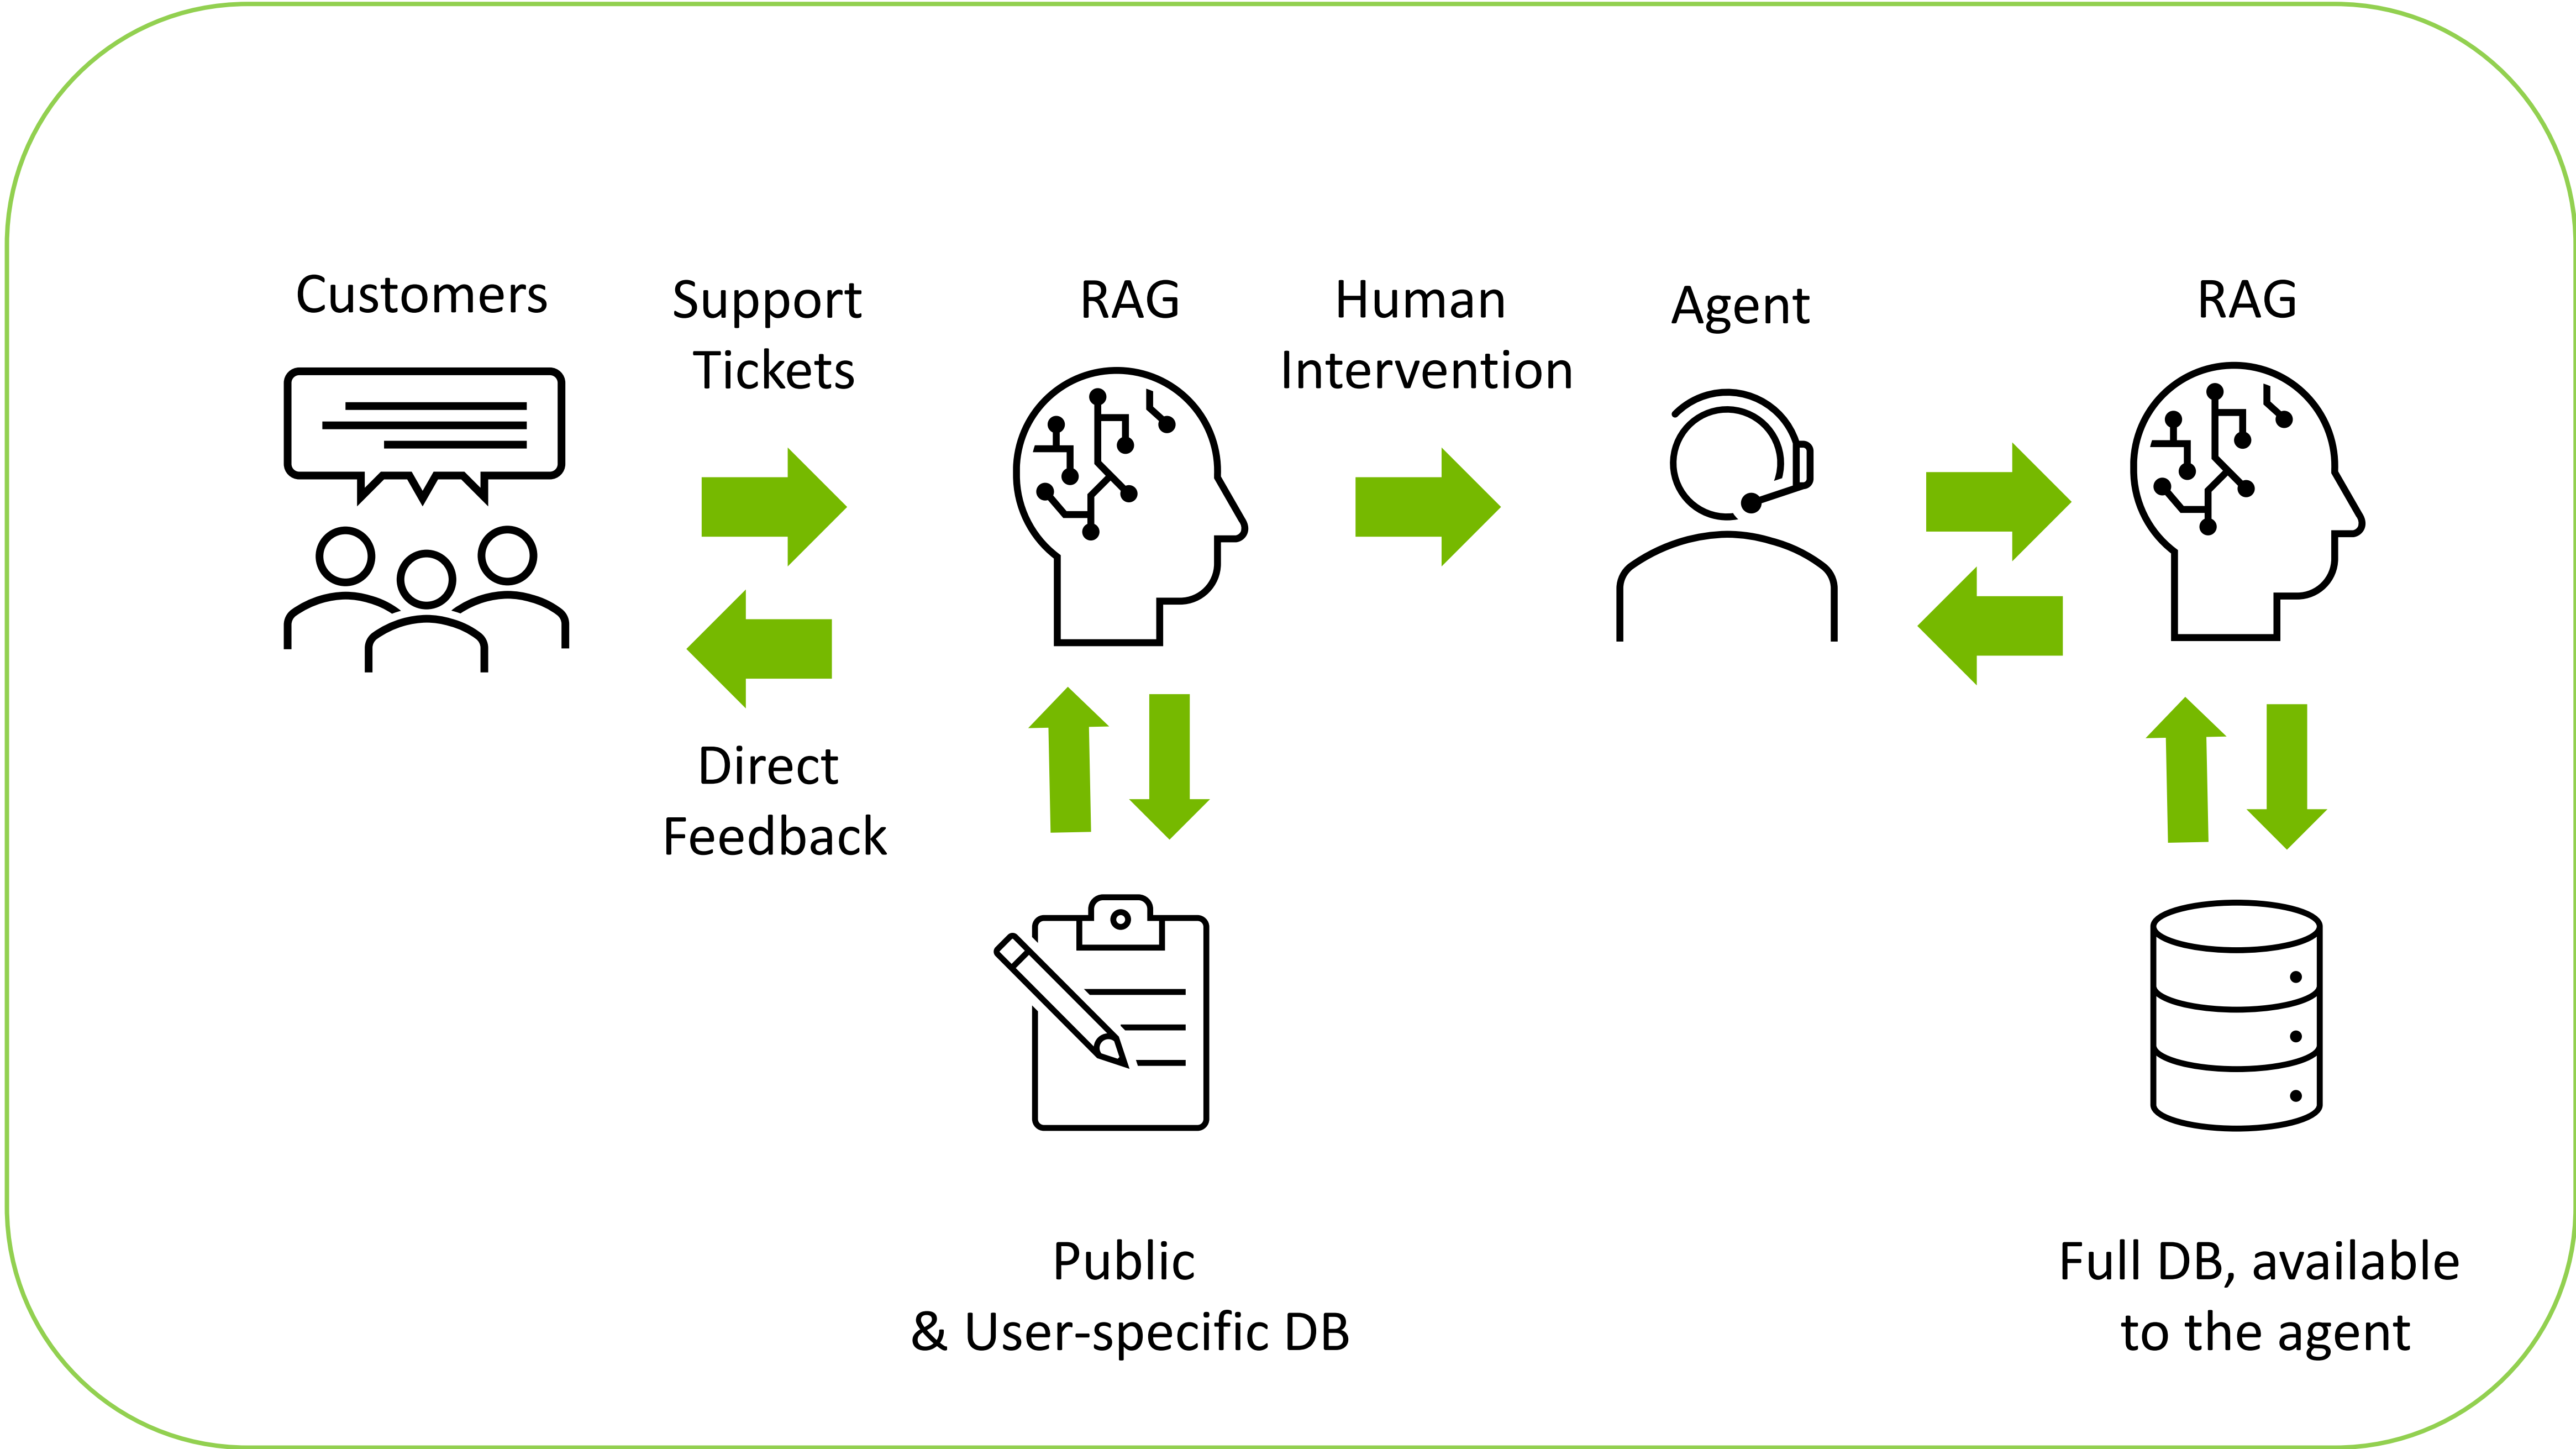 Customers
Support
Tickets
RAG
Human
Intervention
Agent
RAG
Direct
Feedback
Public
& User-specific DB
Full DB, available
to the agent